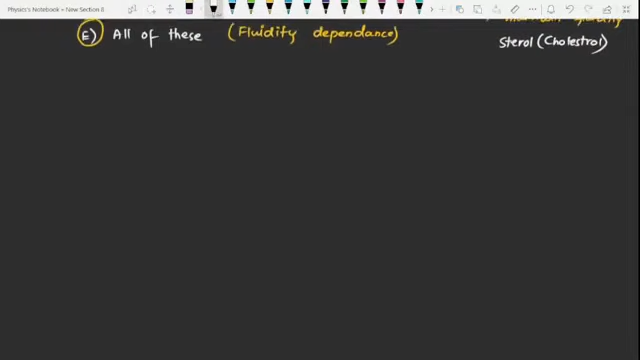 Physics's Notebook » New Section 8
E) All of these (Fluidity dependance)
Sterol (Cholestrol)